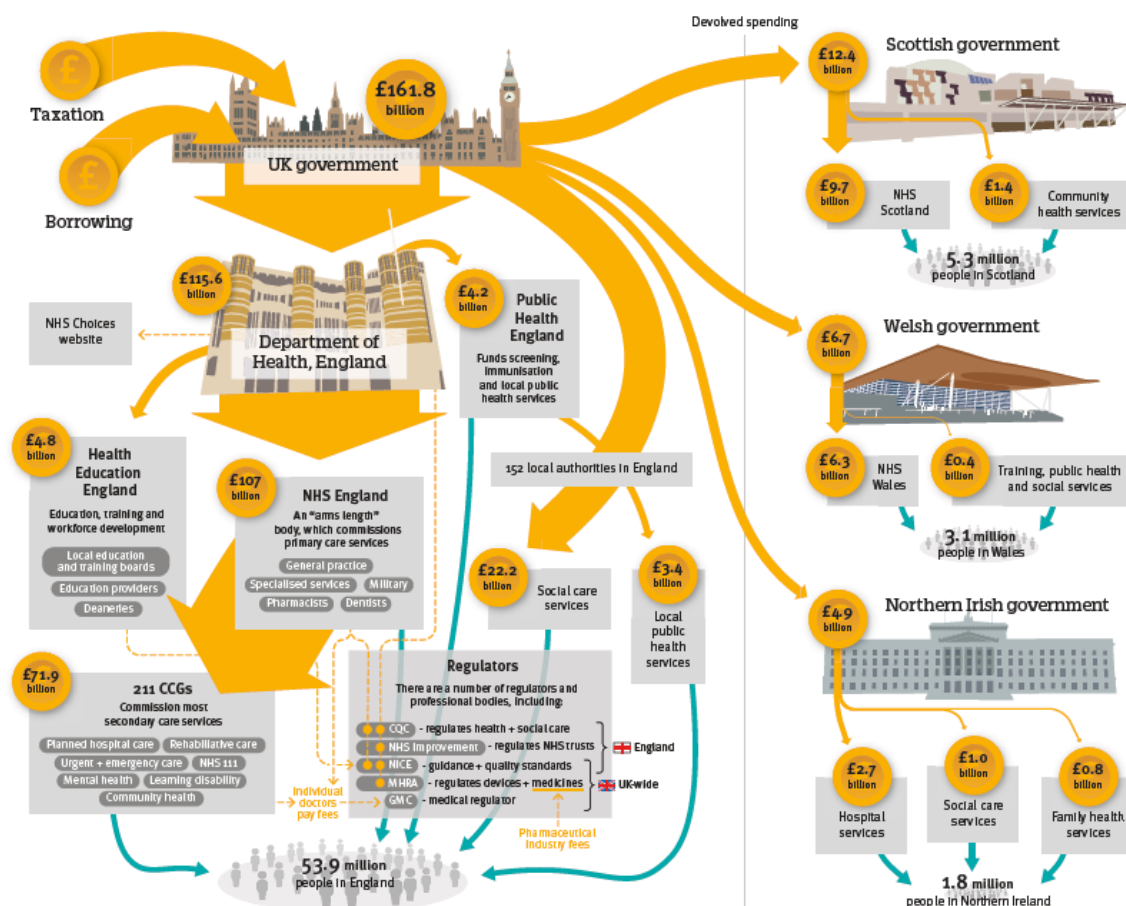 Devolved spending
£
Taxation
£
Borrowing
£161.8
billion
UK government
£115.6
billion
Department of
Health, England
NHS Choices
website
£4.2
billion
Public
Health
England
Funds screening,
immunisation
and local public
health services
£4.8
billion
Health
Education
England
Education, training and
workforce development
Local education
and training boards
Education providers
Deaneries
£107
billion
NHS England
An “arms length”
body, which commissions
primary care services
General practice
Specialised services
Military
Pharmacists
Dentists
152 local authorities in England
£22.2
billion
Social care
services
£3.4
billion
Local
public
health
services
£71.9
billion
211 CCGs
Commission most
secondary care services
Planned hospital care
Rehabiliative care
Urgent + emergency care
NHS 111
Mental health
Learning disability
Community health
Individual
doctors
pay fees
Regulators
There are a number of regulators and
professional bodies, including:
CQC - regulates health + social care
NHS Improvement - regulates NHS trusts
NICE - guidance + quality standards
MHRA - regulates devices + medicines
GMC - medical regulator
England
UK-wide
Pharmaceutical
industry fees
53.9 million
people in England
Scottish government
£12.4
billion
£9.7
billion
NHS
Scotland
£1.4
billion
Community
health services
5.3 million
people in Scotland
Welsh government
£6.7
billion
£6.3
billion
NHS
Wales
£0.4
billion
Training, public health
and social services
3.1 million
people in Wales
Northern Irish government
£4.9
billion
£2.7
billion
Hospital
services
£1.0
billion
Social care
services
£0.8
billion
Family health
services
1.8 million
people in Northern Ireland